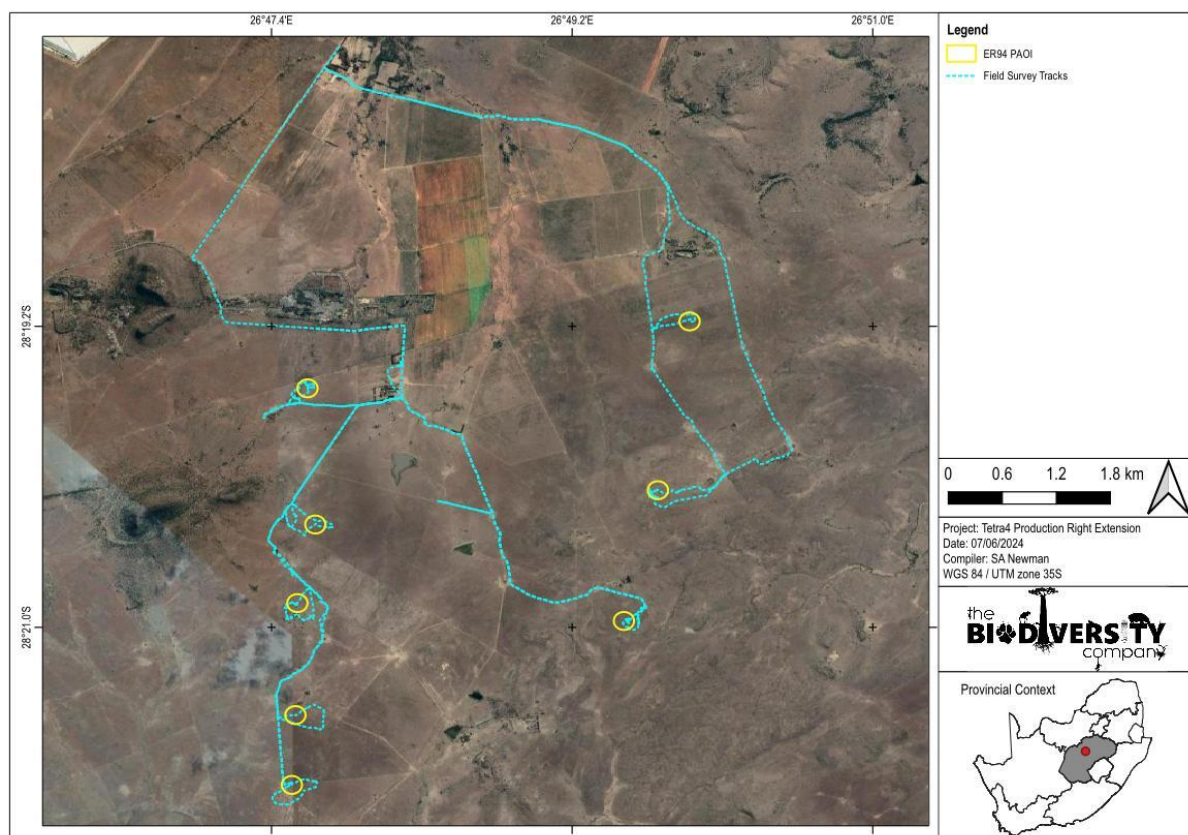 26°47.4'E
26°49.2'E
26°51.0'E
28°19.2'S
28°21.0'S
Legend
ER94 PAOI
Field Survey Tracks
0 0.6 1.2 1.8 km
Project: Tetra4 Production Right Extension
Date: 07/06/2024
Compiler: SA Newman
WGS 84 / UTM zone 35S
the
BIODIVERSITY
company
Provincial Context